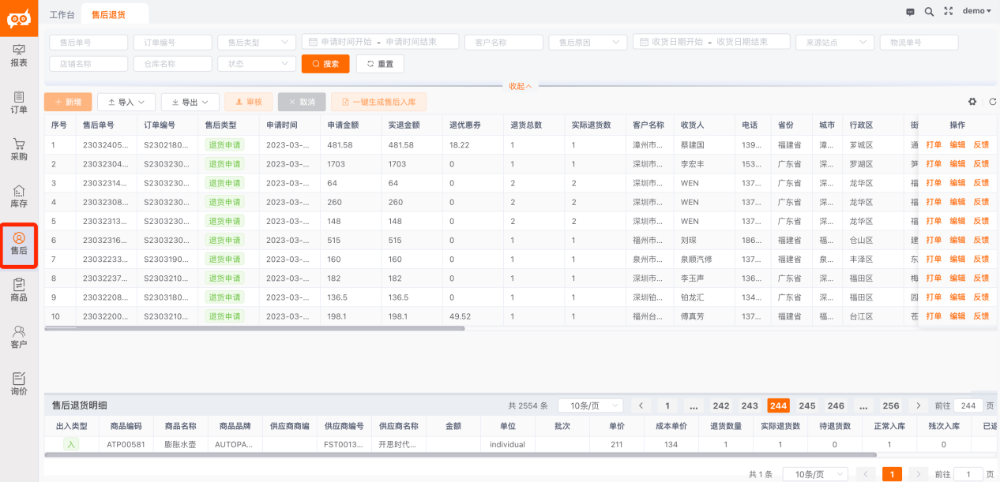 工作台 售后退货 demo
售后单号 订单编号 售后类型 申请时间开始 - 申请时间结束 客户名称 售后原因 收货日期开始 - 收货日期结束 来源站点 物流单号
店铺名称 仓库名称 状态 搜索 重置
收起
报表
订单
采购
库存
售后
商品
客户
询价
新增 导入 导出 审核 取消 一键生成售后入库
序号 售后单号 订单编号 售后类型 申请时间 申请金额 实退金额 退优惠券 退货总数 实际退货数 客户名称 收货人 电话 省份 城市 行政区 街 操作
1 23032405... S2302180... 退货申请 2023-03-... 481.58 481.58 18.22 1 1 漳州市... 蔡建国 139... 福建省 漳... 芗城区 通 打单 编辑 反馈
2 23032304... S2303230... 退货申请 2023-03-... 1703 1703 0 1 1 深圳市... 李宏丰 153... 广东省 深... 罗湖区 笋 打单 编辑 反馈
3 23032314... S2303230... 退货申请 2023-03-... 64 64 0 2 2 深圳市... WEN 137... 广东省 深... 龙华区 福 打单 编辑 反馈
4 23032308... S2303230... 退货申请 2023-03-... 260 260 0 2 2 深圳市... WEN 137... 广东省 深... 龙华区 福 打单 编辑 反馈
5 23032313... S2303230... 退货申请 2023-03-... 148 148 0 2 2 深圳市... WEN 137... 广东省 深... 龙华区 福 打单 编辑 反馈
6 23032316... S2303230... 退货申请 2023-03-... 515 515 0 1 1 福州市... 刘琛 186... 福建省 福... 仓山区 建 打单 编辑 反馈
7 23032233... S2303190... 退货申请 2023-03-... 160 160 0 1 1 泉州市... 泉顺汽修 137... 福建省 泉... 丰泽区 东 打单 编辑 反馈
8 23032237... S2303210... 退货申请 2023-03-... 182 182 0 1 1 深圳市... 李玉声 136... 广东省 深... 福田区 梅 打单 编辑 反馈
9 23032208... S2303180... 退货申请 2023-03-... 136.5 136.5 0 1 1 深圳铂... 铂龙汇 134... 广东省 深... 福田区 园 打单 编辑 反馈
10 23032200... S2303210... 退货申请 2023-03-... 198.1 198.1 49.52 1 1 福州台... 傅真芳 137... 福建省 福... 台江区 苍 打单 编辑 反馈
售后退货明细 共 2554 条 10条/页 1 ... 242 243 244 245 246 ... 256 前往 244 页
出入类型 商品编码 商品名称 商品品牌 供应商商编 供应商编号 供应商名称 金额 单位 批次 单价 成本单价 退货数量 实际退货数 待退货数 正常入库 残次入库 已返
入 ATP00581 膨胀水壶 AUTOPA... FST0013... 开思时代... individual 211 134 1 1 0 1 0
共 1 条 10条/页 1 前往 1 页